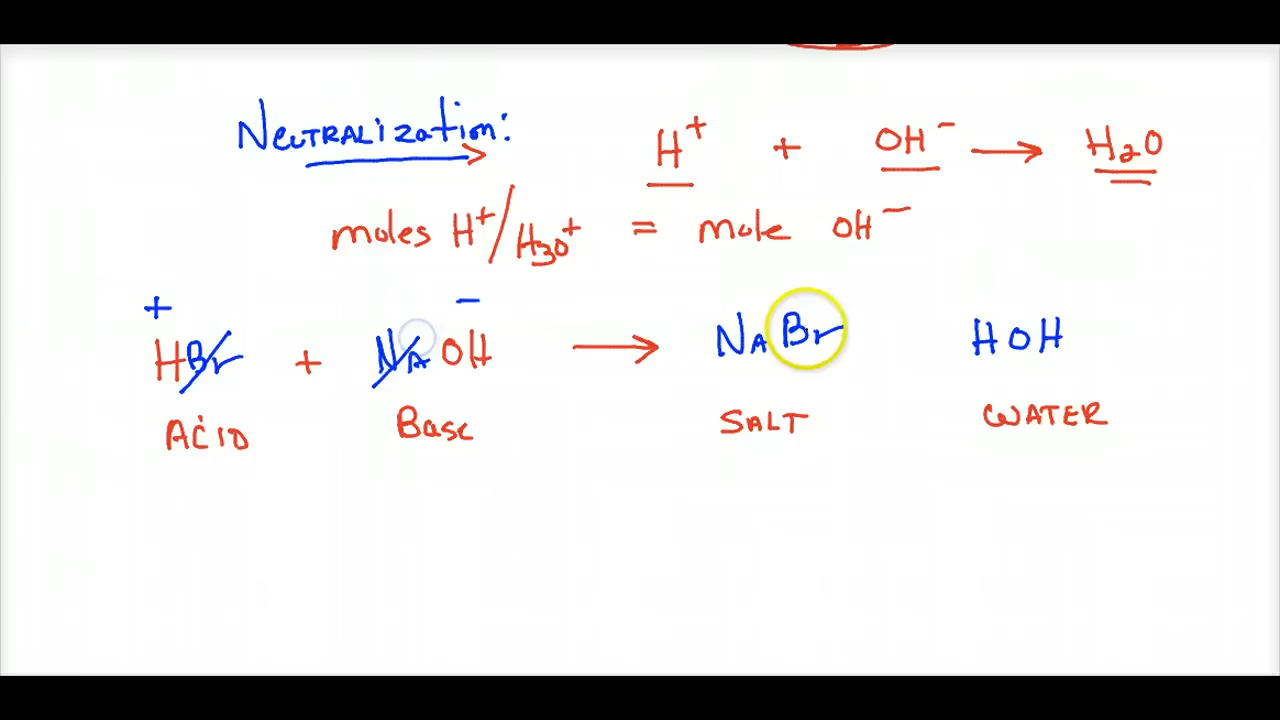 Neutralization: H⁺ + OH⁻ → H₂O
moles H⁺/H₃O⁺ = mole OH⁻
+ −
HBr + NaOH → NaBr HOH
Acid Base SALT WATER